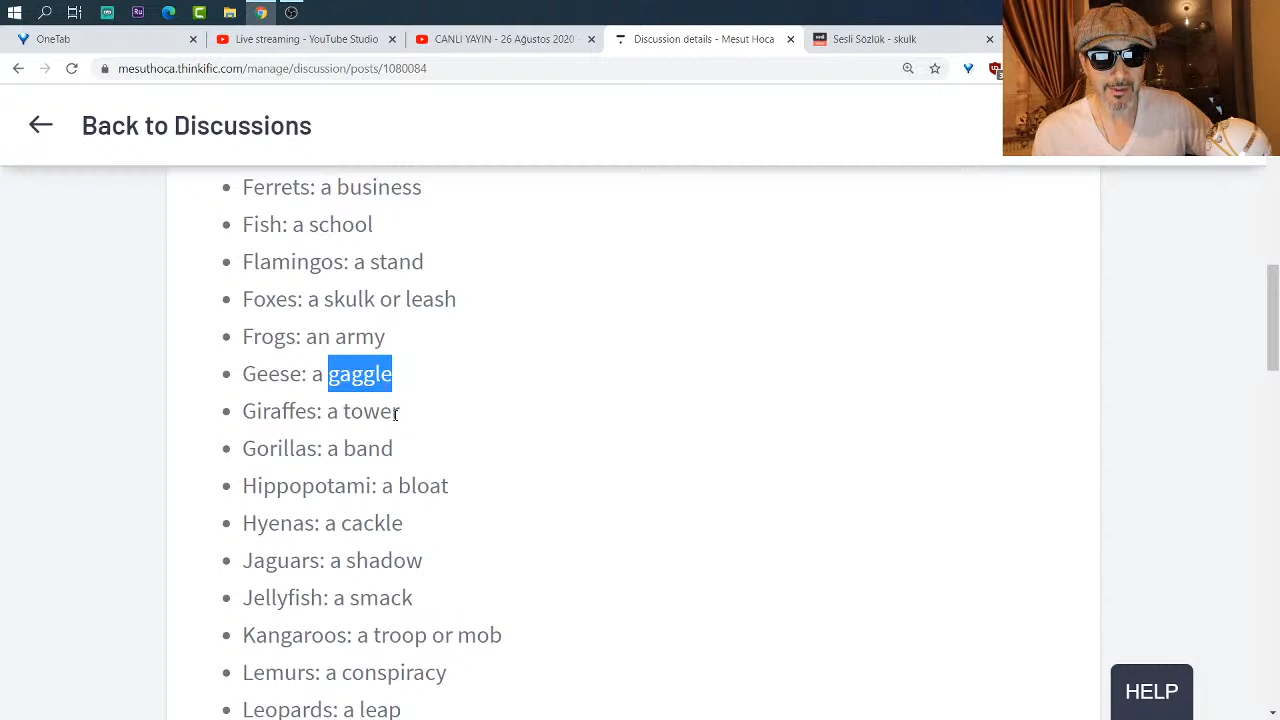 OneTab
Live streaming - YouTube Studio
CANLI YAYIN - 26 Ağustos 2020
Discussion details - Mesut Hoca
Sesli Sözlük - skulk
mesuthoca.thinkific.com/manage/discussion/posts/1090084
Back to Discussions
Ferrets: a business
Fish: a school
Flamingos: a stand
Foxes: a skulk or leash
Frogs: an army
Geese: a gaggle
Giraffes: a tower
Gorillas: a band
Hippopotami: a bloat
Hyenas: a cackle
Jaguars: a shadow
Jellyfish: a smack
Kangaroos: a troop or mob
Lemurs: a conspiracy
Leopards: a leap
HELP